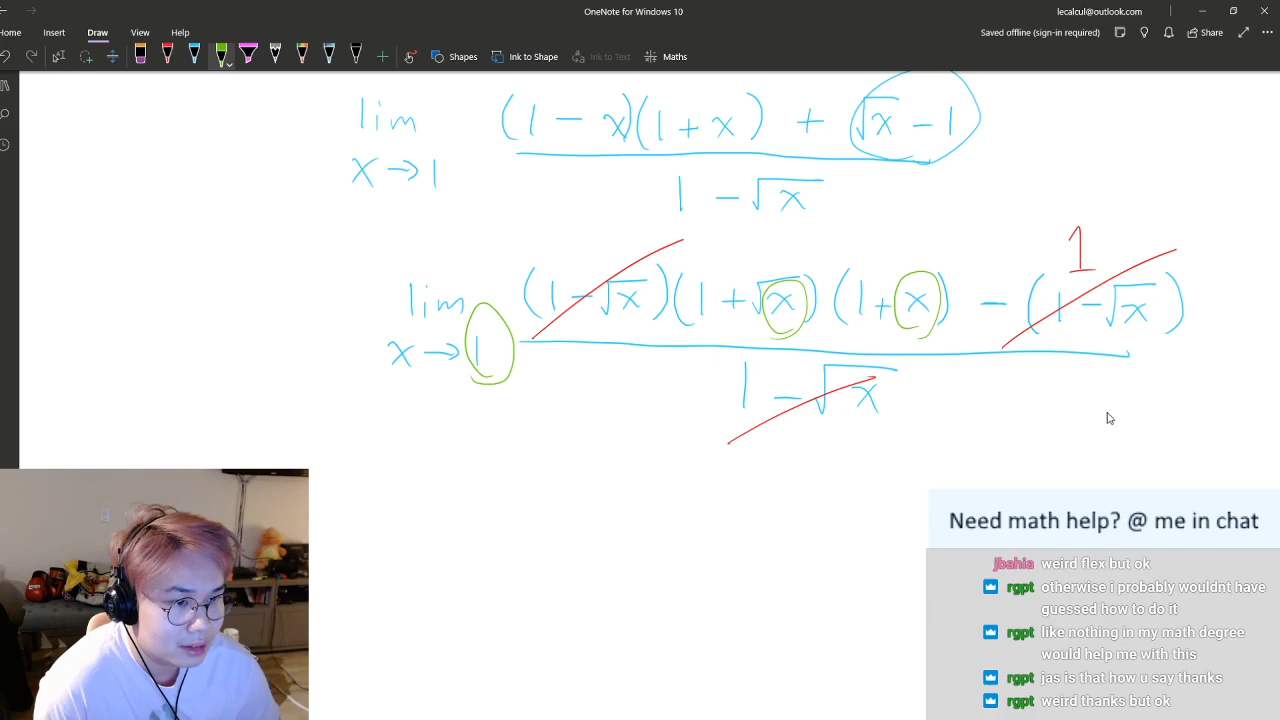 OneNote for Windows 10
lecalcul@outlook.com
Home Insert Draw View Help
Saved offline (sign-in required)
Share
Shapes
Ink to Shape
Ink to Text
Maths
lim x→1 ((1 - x)(1 + x) + √x - 1) / (1 - √x)
1
lim x→1 ((1-√x)(1 + √x)(1 + x) - (1 - √x)) / (1 - √x)
Need math help? @ me in chat
jbahia weird flex but ok
rgpt otherwise i probably wouldnt have
guessed how to do it
rgpt like nothing in my math degree
would help me with this
rgpt jas is that how u say thanks
rgpt weird thanks but ok